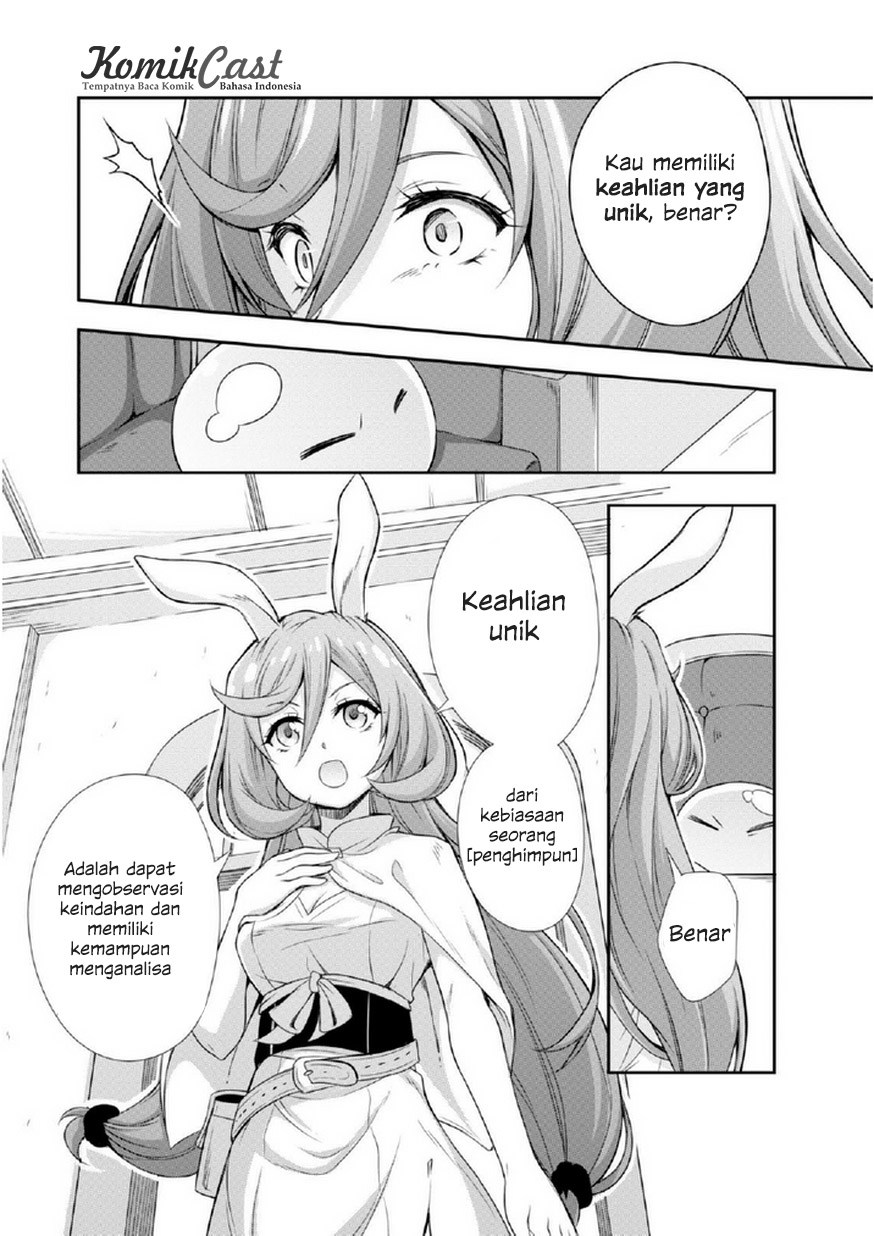 KomikCast
Tempatnya Baca Komik Bahasa Indonesia
Kau memiliki
keahlian yang
unik, benar?
Benar
Keahlian
unik
dari
kebiasaan
seorang
[penghimpun]
Adalah dapat
mengobservasi
keindahan dan
memiliki
kemampuan
menganalisa